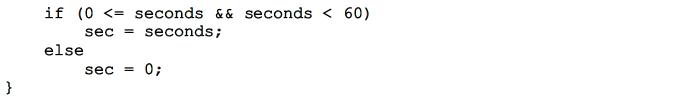 if (0 <= seconds && seconds < 60)
sec = seconds;
else
sec = 0;
}